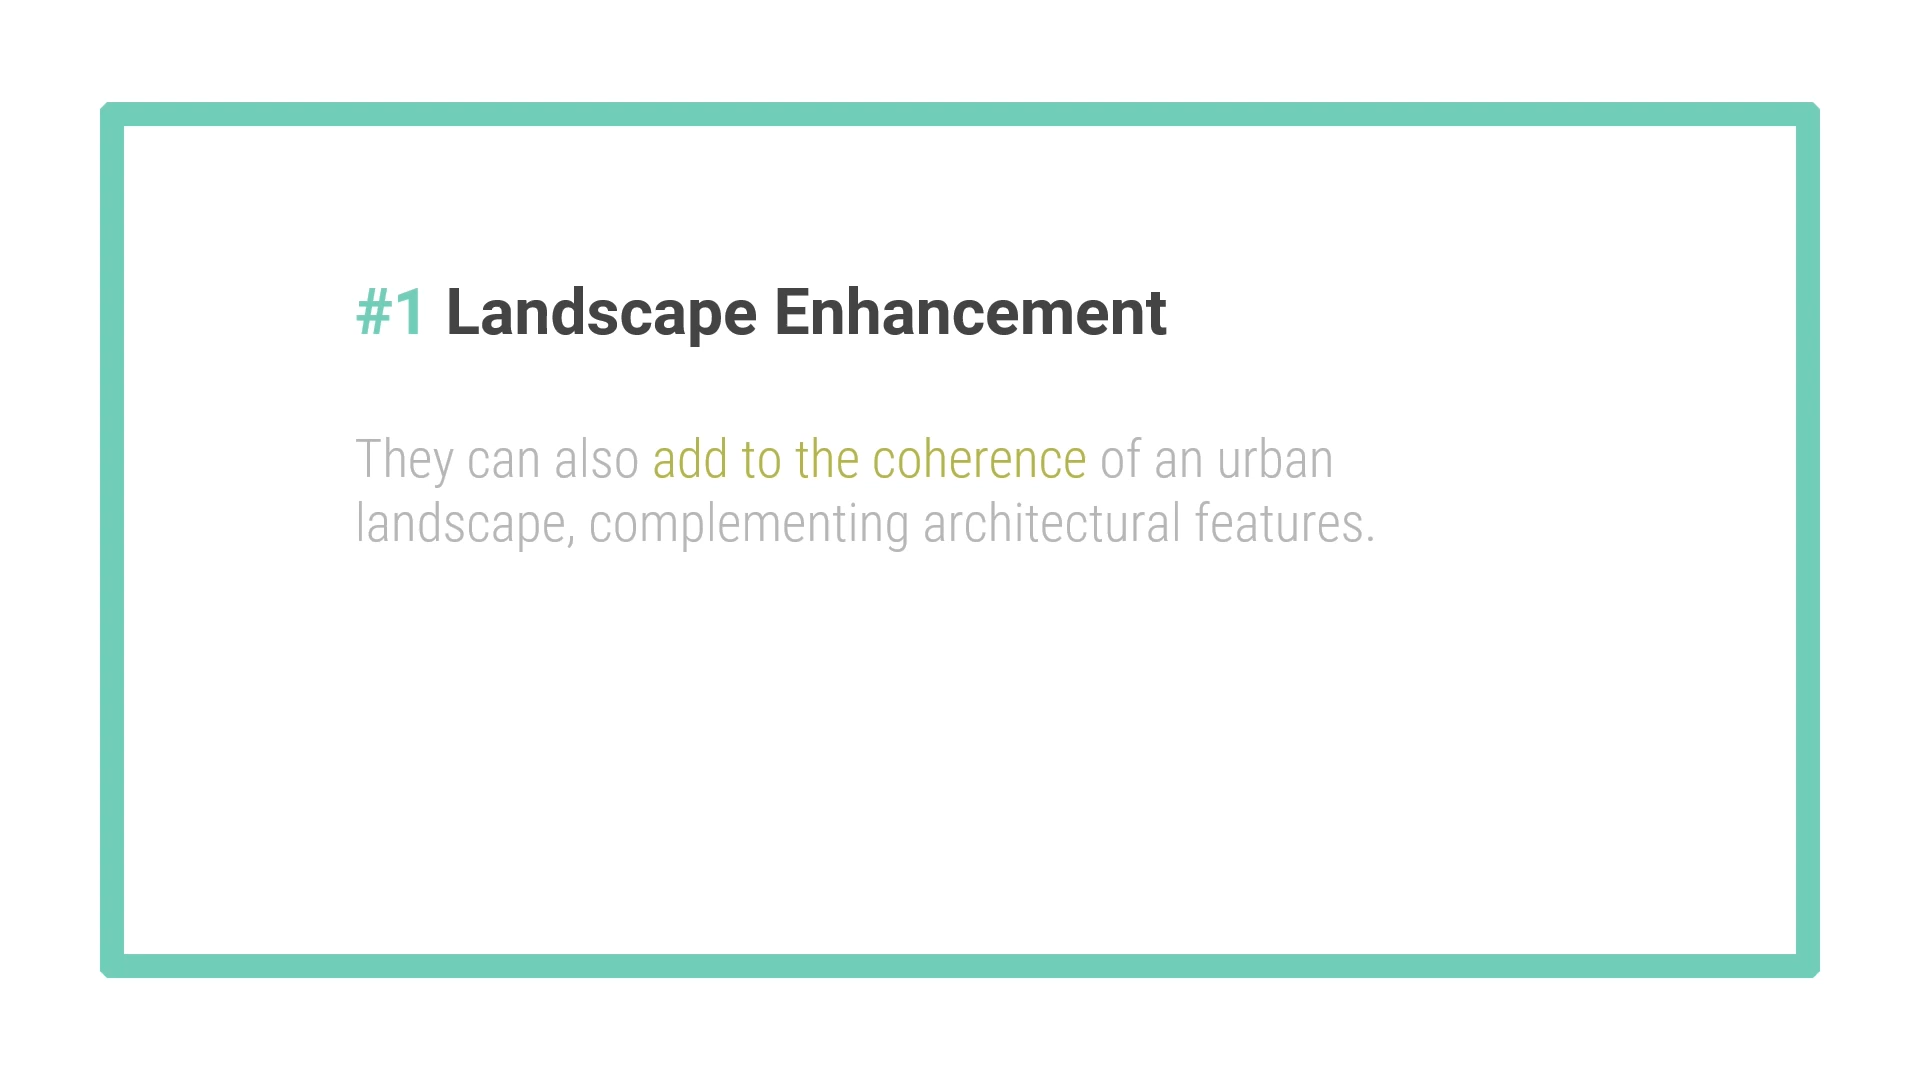 #1 Landscape Enhancement
They can also add to the coherence of an urban
landscape, complementing architectural features.